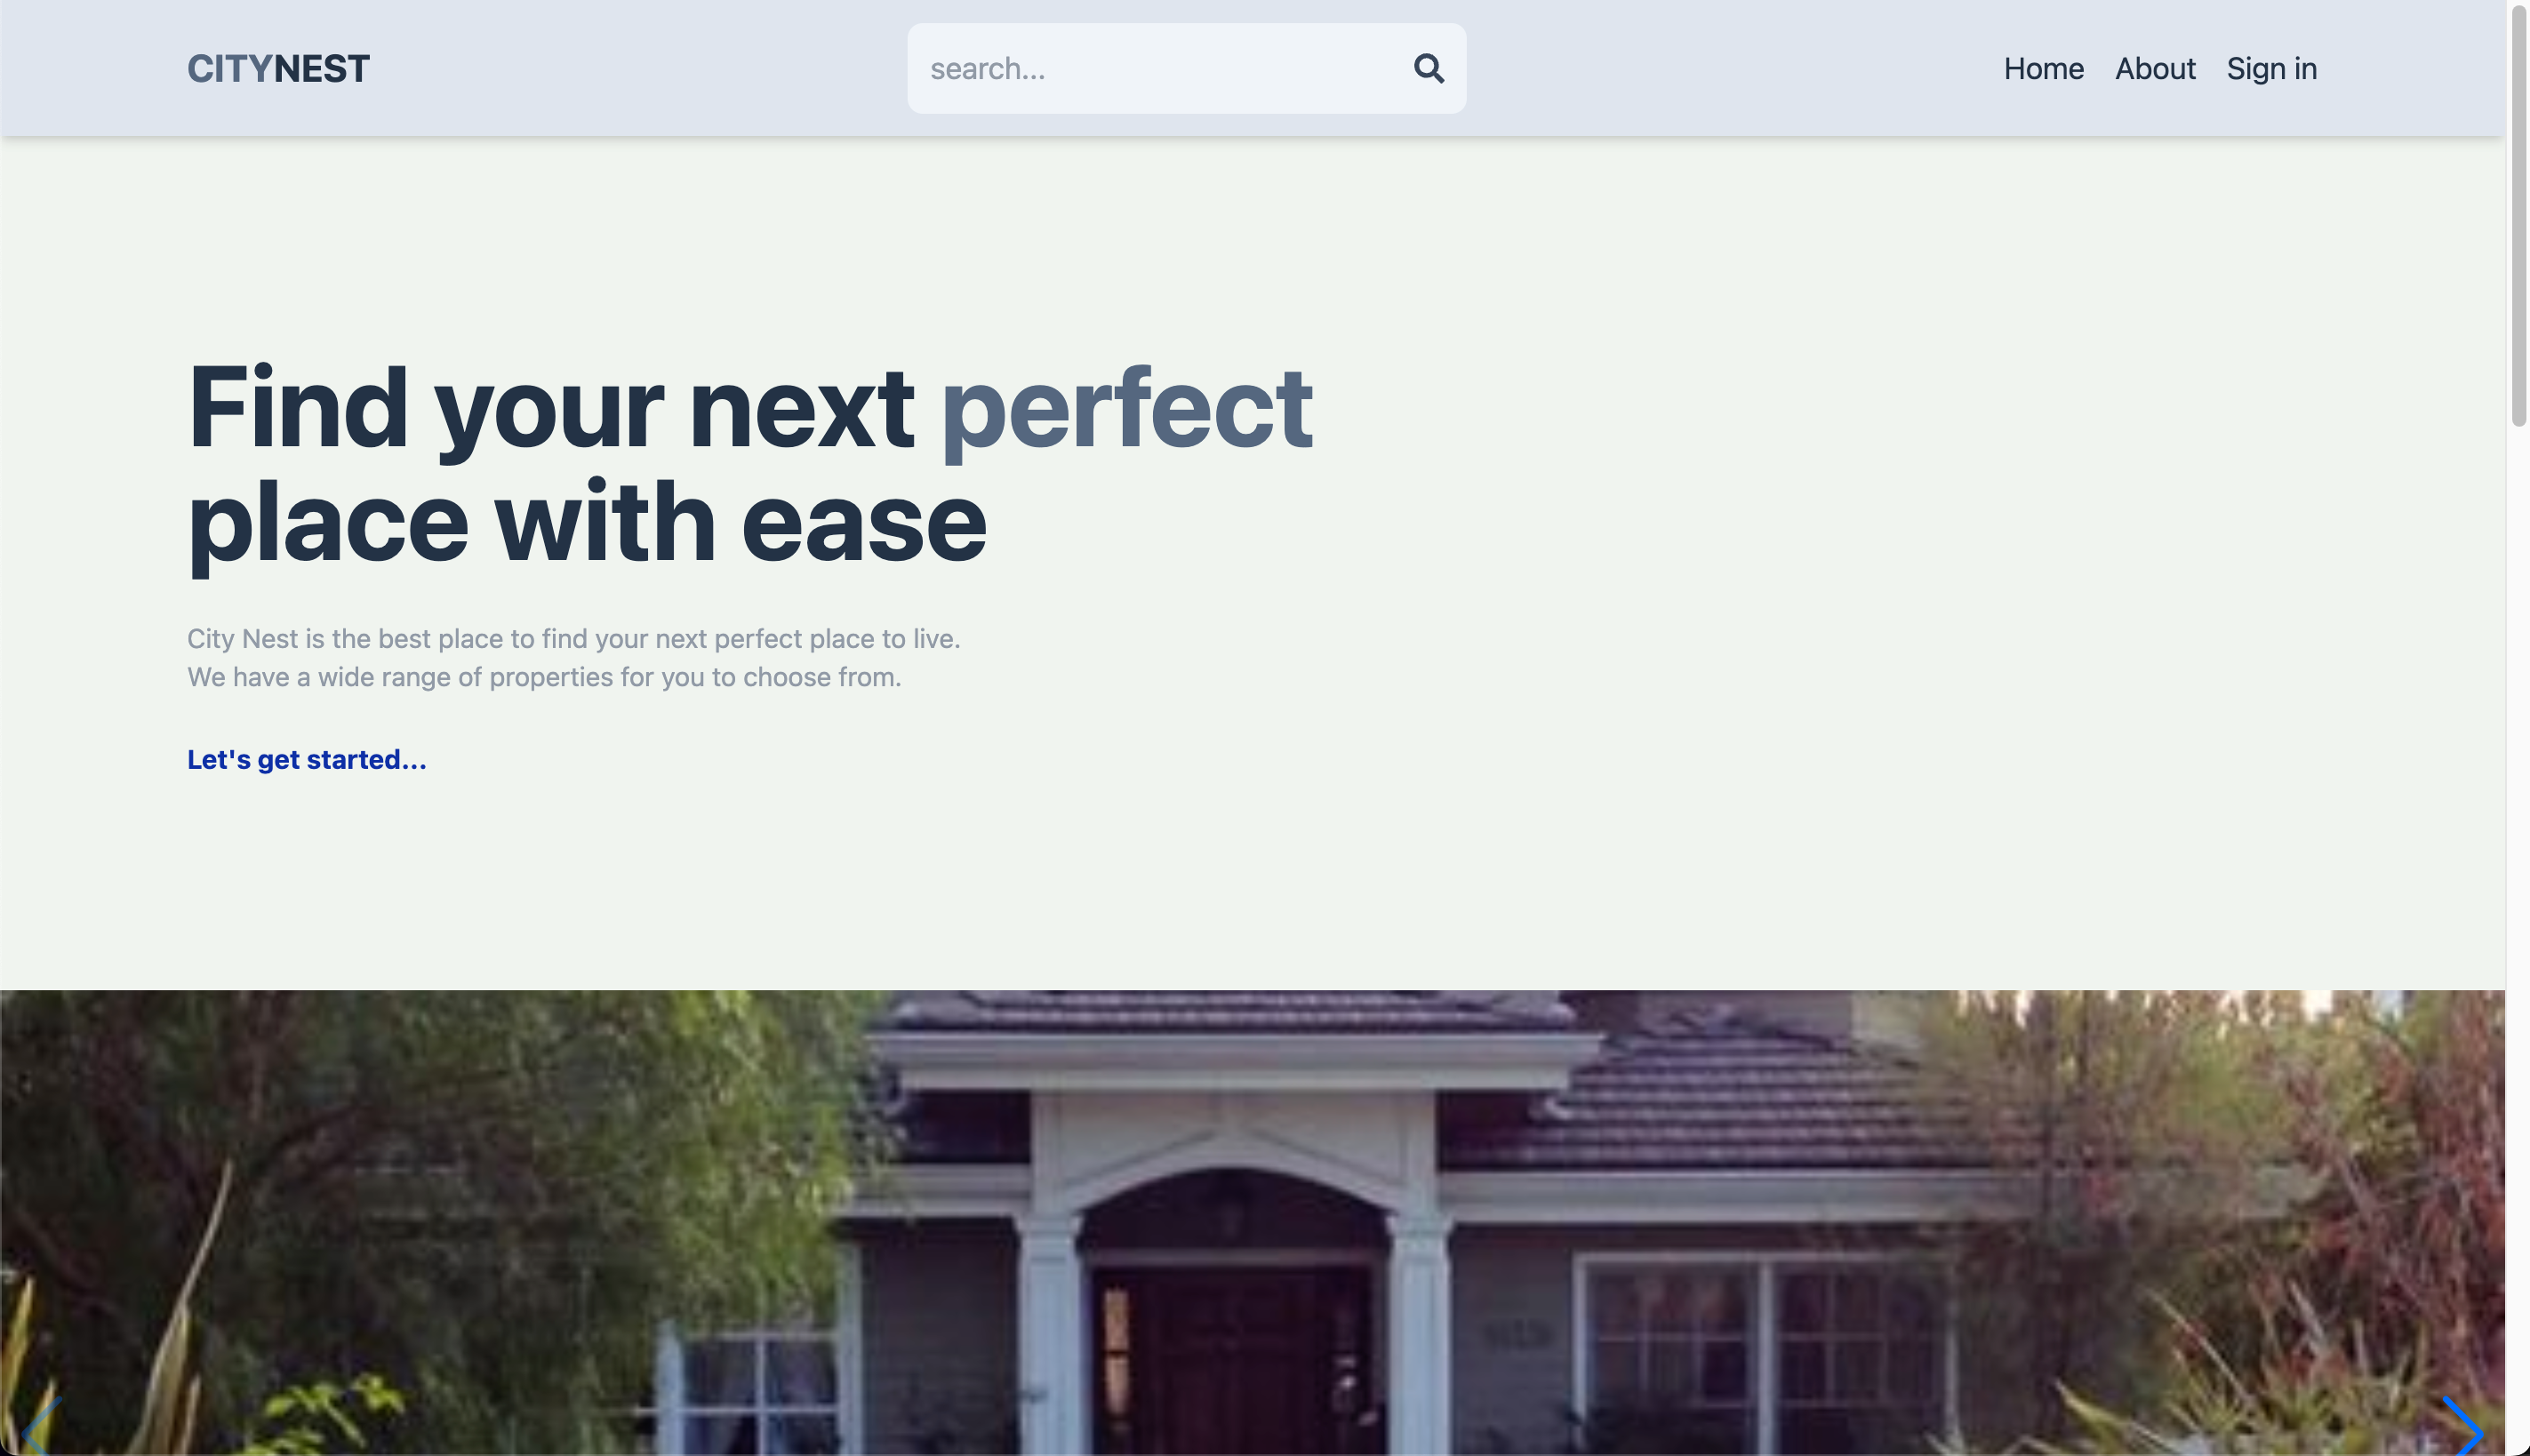 CITYNEST
search...
Home About Sign in
Find your next perfect
place with ease
City Nest is the best place to find your next perfect place to live.
We have a wide range of properties for you to choose from.
Let's get started...